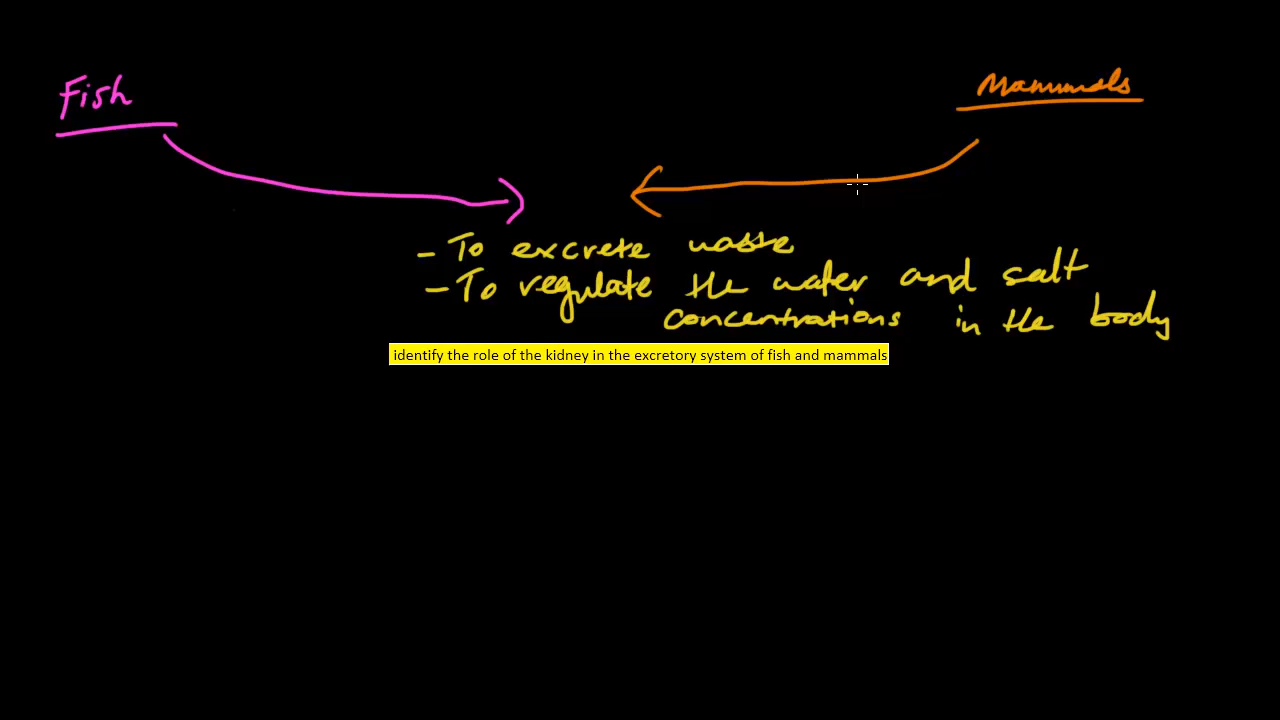 Fish
Mammals
- To excrete waste
- To regulate the water and salt
concentrations in the body
identify the role of the kidney in the excretory system of fish and mammals